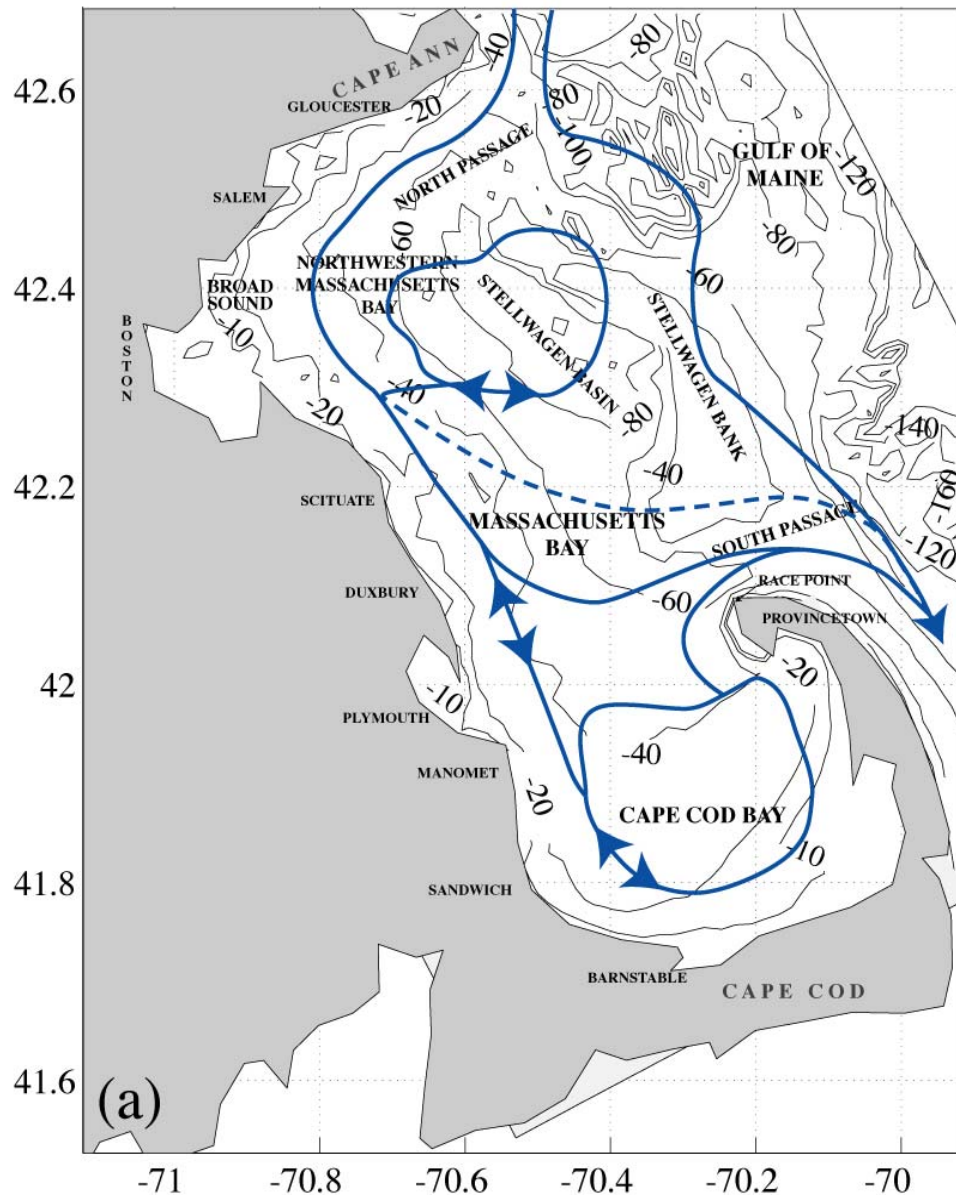 -80
-40
CAPE ANN
42.6
GLOUCESTER
-20
-80
-100
GULF OF
MAINE
-120
NORTH PASSAGE
SALEM
-60
-80
NORTHWESTERN
MASSACHUSETTS
BAY
-60
42.4
BROAD
SOUND
STELLWAGEN BASIN
STELLWAGEN BANK
-10
BOSTON
-40
-20
-80
-140
-40
-160
42.2
SCITUATE
MASSACHUSETTS
BAY
SOUTH PASSAGE
-120
RACE POINT
DUXBURY
-60
PROVINCETOWN
42
-20
-10
PLYMOUTH
-40
MANOMET
-20
CAPE COD BAY
-10
41.8
SANDWICH
BARNSTABLE
CAPE COD
41.6
(a)
-71
-70.8
-70.6
-70.4
-70.2
-70